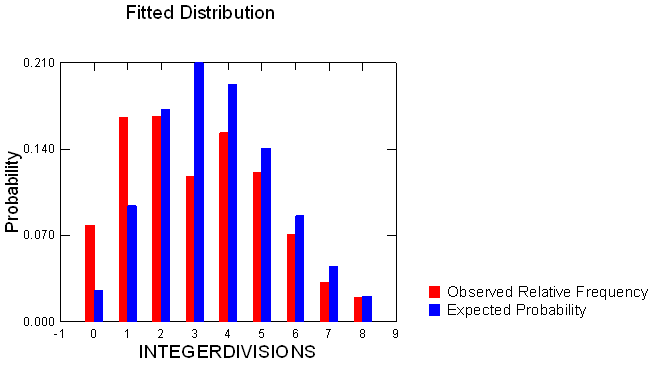 Fitted Distribution
0.210
0.140
0.070
0.000
Probability
-1 0 1 2 3 4 5 6 7 8 9
INTEGERDIVISIONS
Observed Relative Frequency
Expected Probability